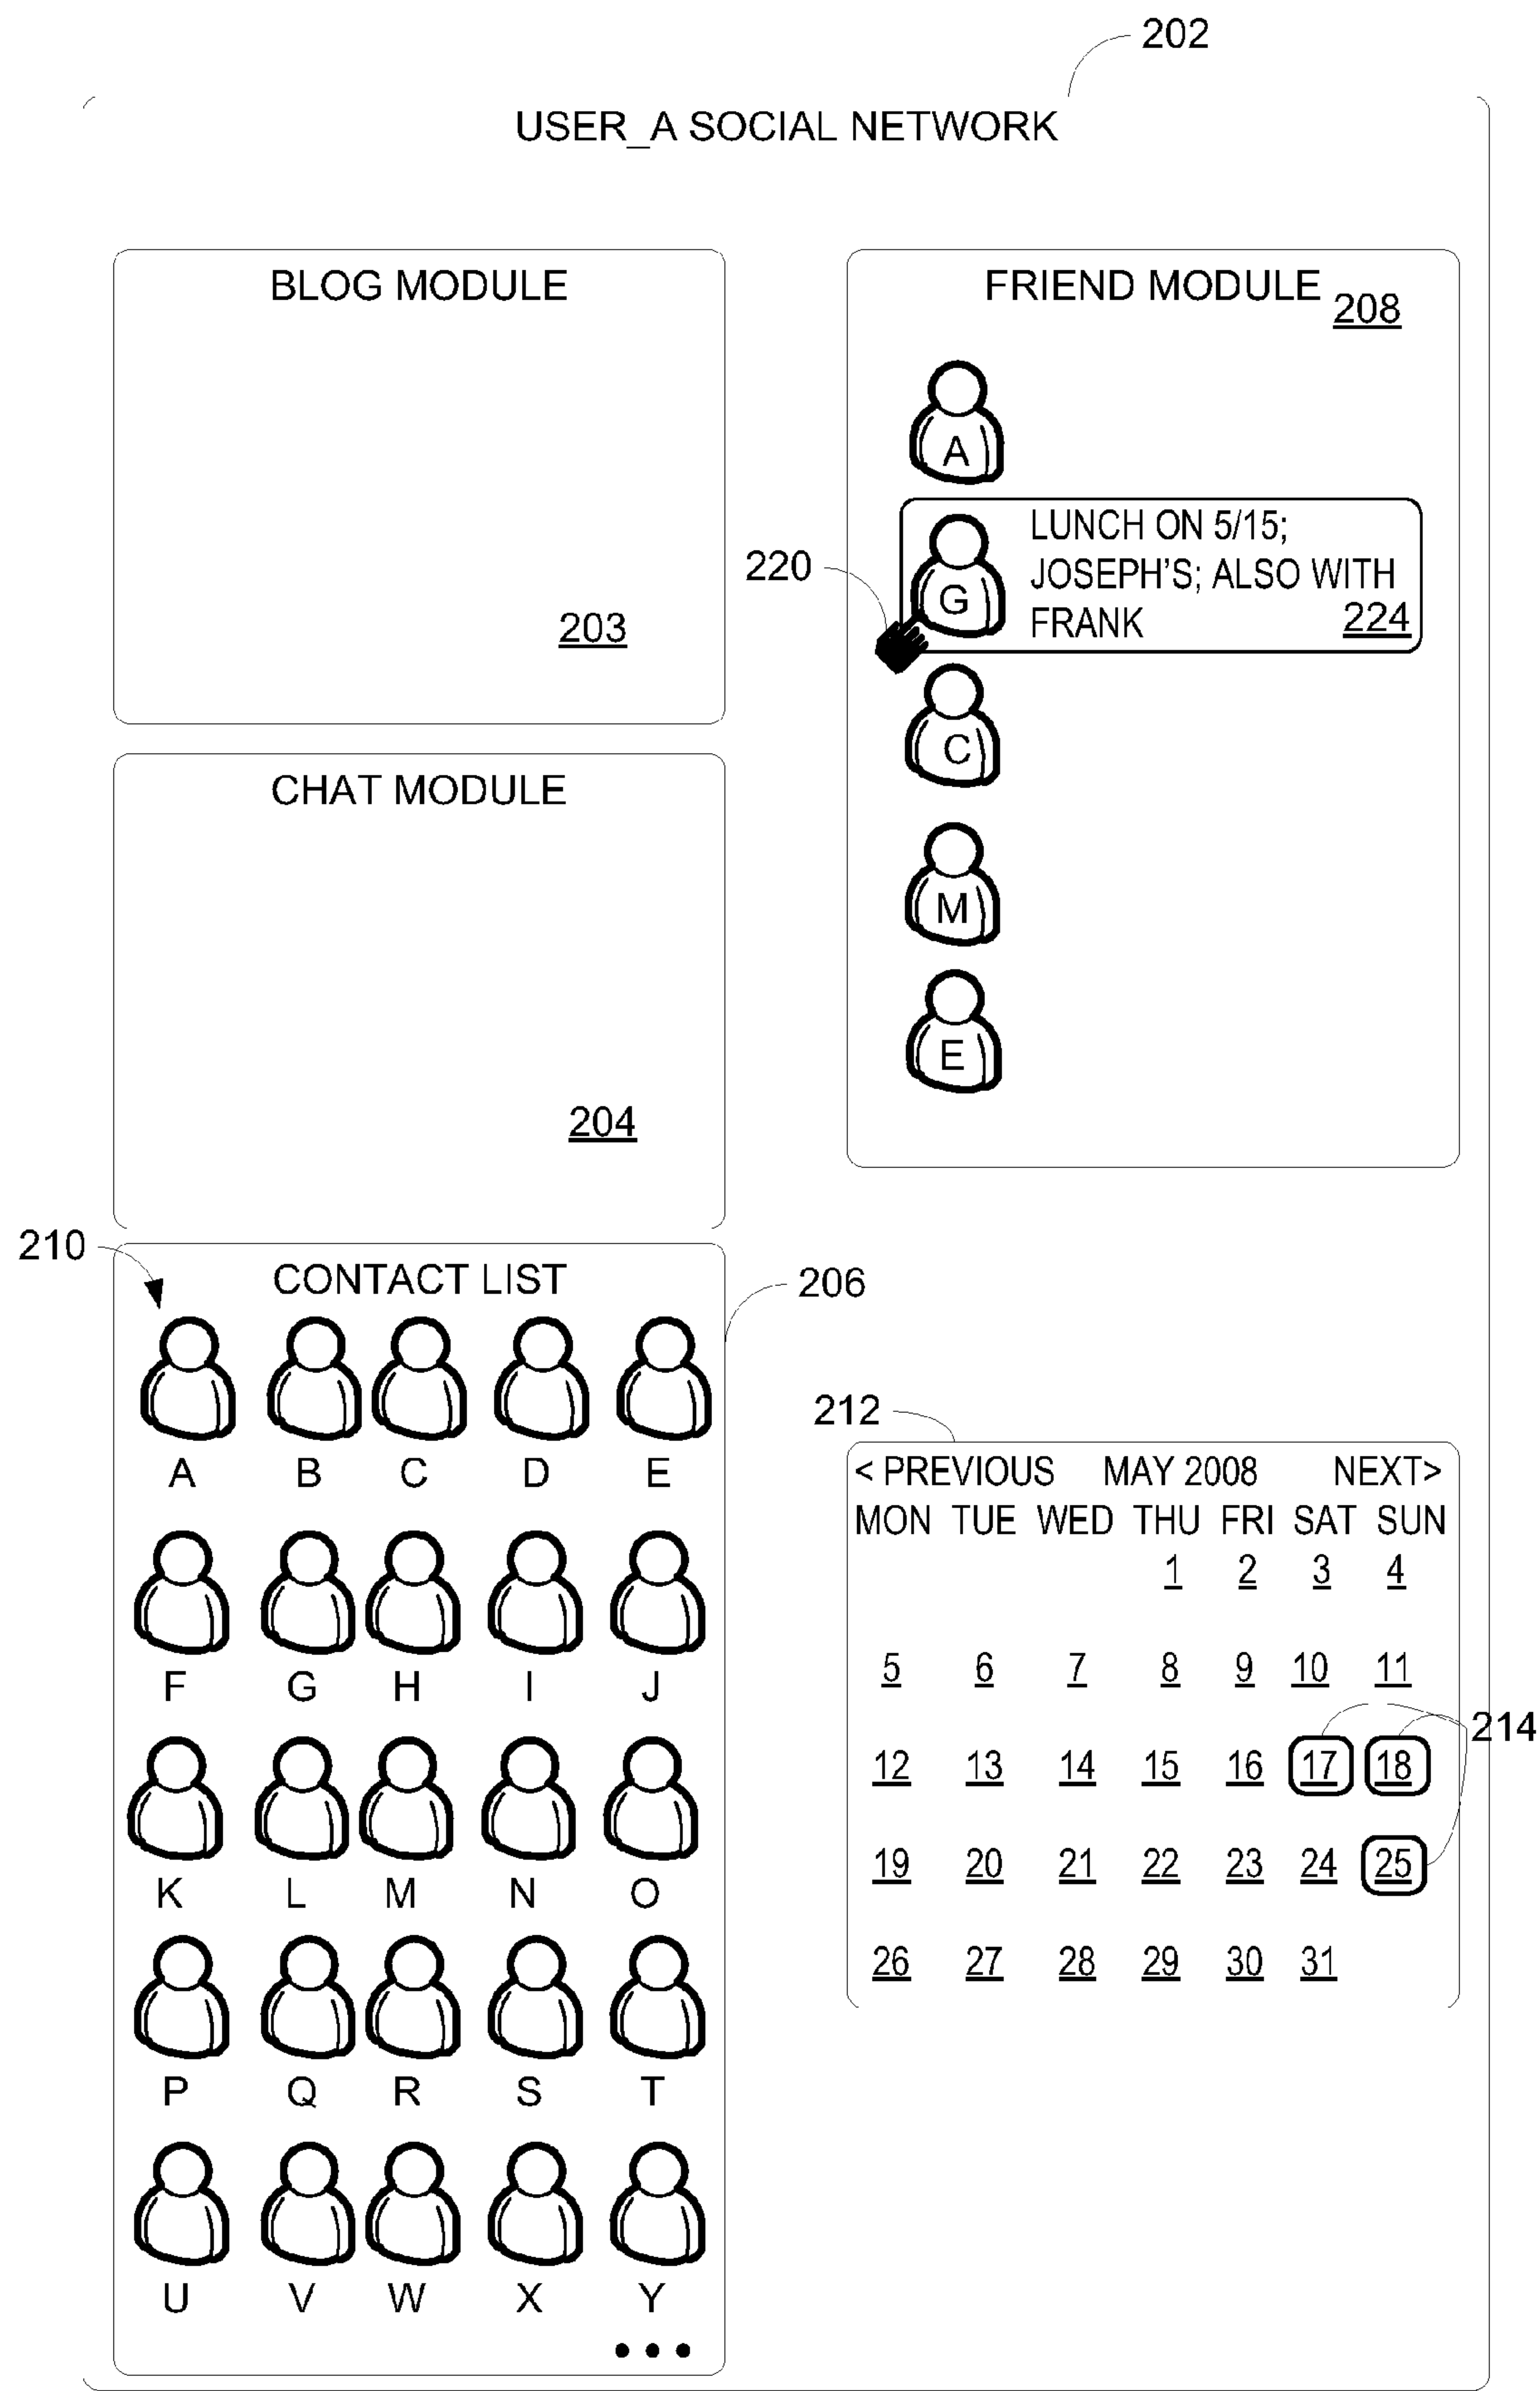 202
USER_A SOCIAL NETWORK
BLOG MODULE
203
CHAT MODULE
204
FRIEND MODULE
208
A
220
G
LUNCH ON 5/15;
JOSEPH'S; ALSO WITH
FRANK
224
C
M
E
210
CONTACT LIST
206
A B C D E
F G H I J
K L M N O
P Q R S T
U V W X Y
•••
212
< PREVIOUS MAY 2008 NEXT>
MON TUE WED THU FRI SAT SUN
1 2 3 4
5 6 7 8 9 10 11
214
12 13 14 15 16 17 18
19 20 21 22 23 24 25
26 27 28 29 30 31